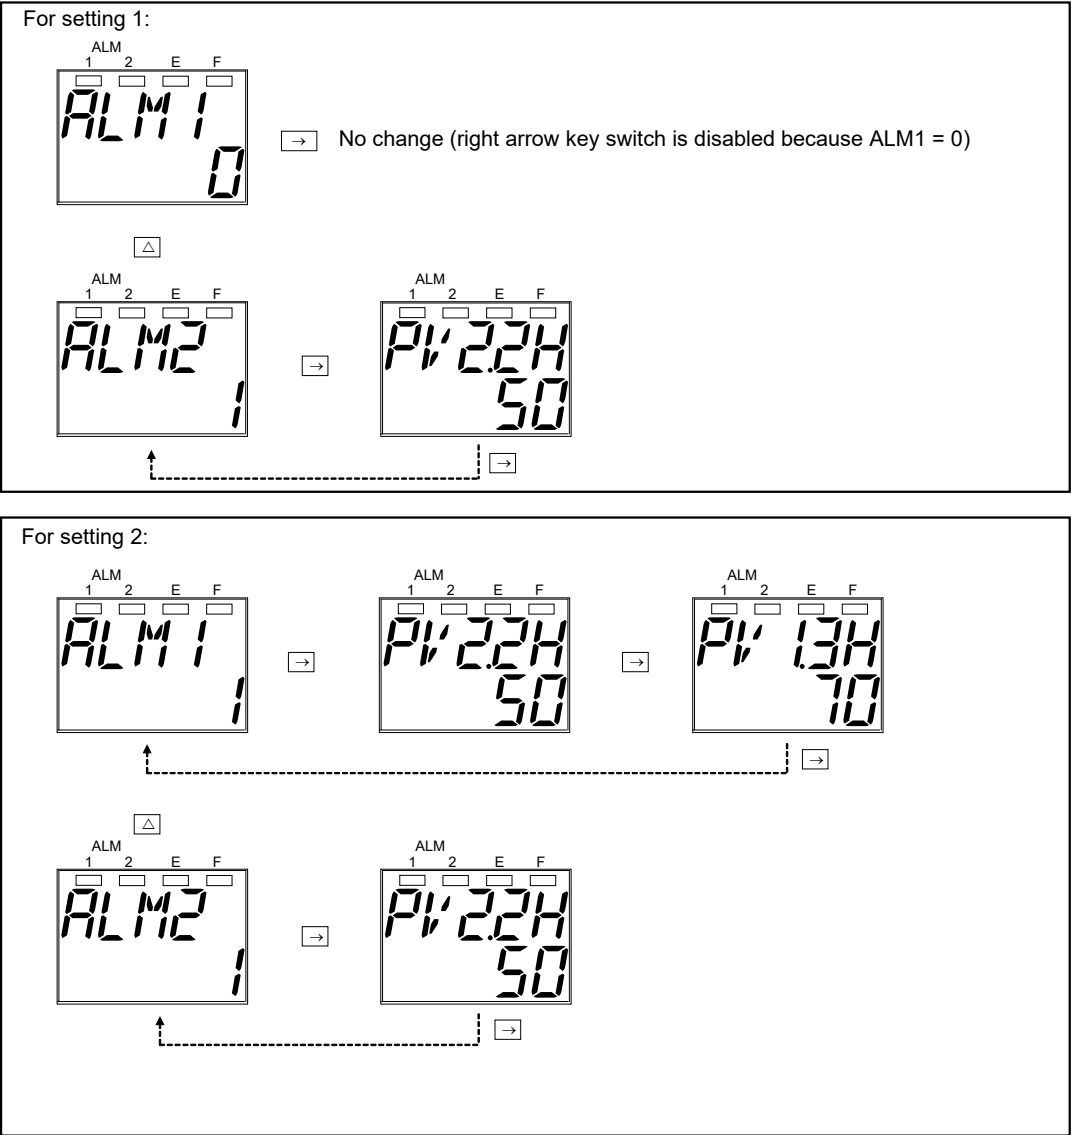 For setting 1:
ALM
1 2 E F
ALM1
→ No change (right arrow key switch is disabled because ALM1 = 0)
0
△
ALM ALM
1 2 E F 1 2 E F
ALM2 → PV2.2H
1 50
→
For setting 2:
ALM ALM ALM
1 2 E F 1 2 E F 1 2 E F
ALM1 → PV2.2H → PV1.3H
1 50 70
→
△
ALM ALM
1 2 E F 1 2 E F
ALM2 → PV2.2H
1 50
→